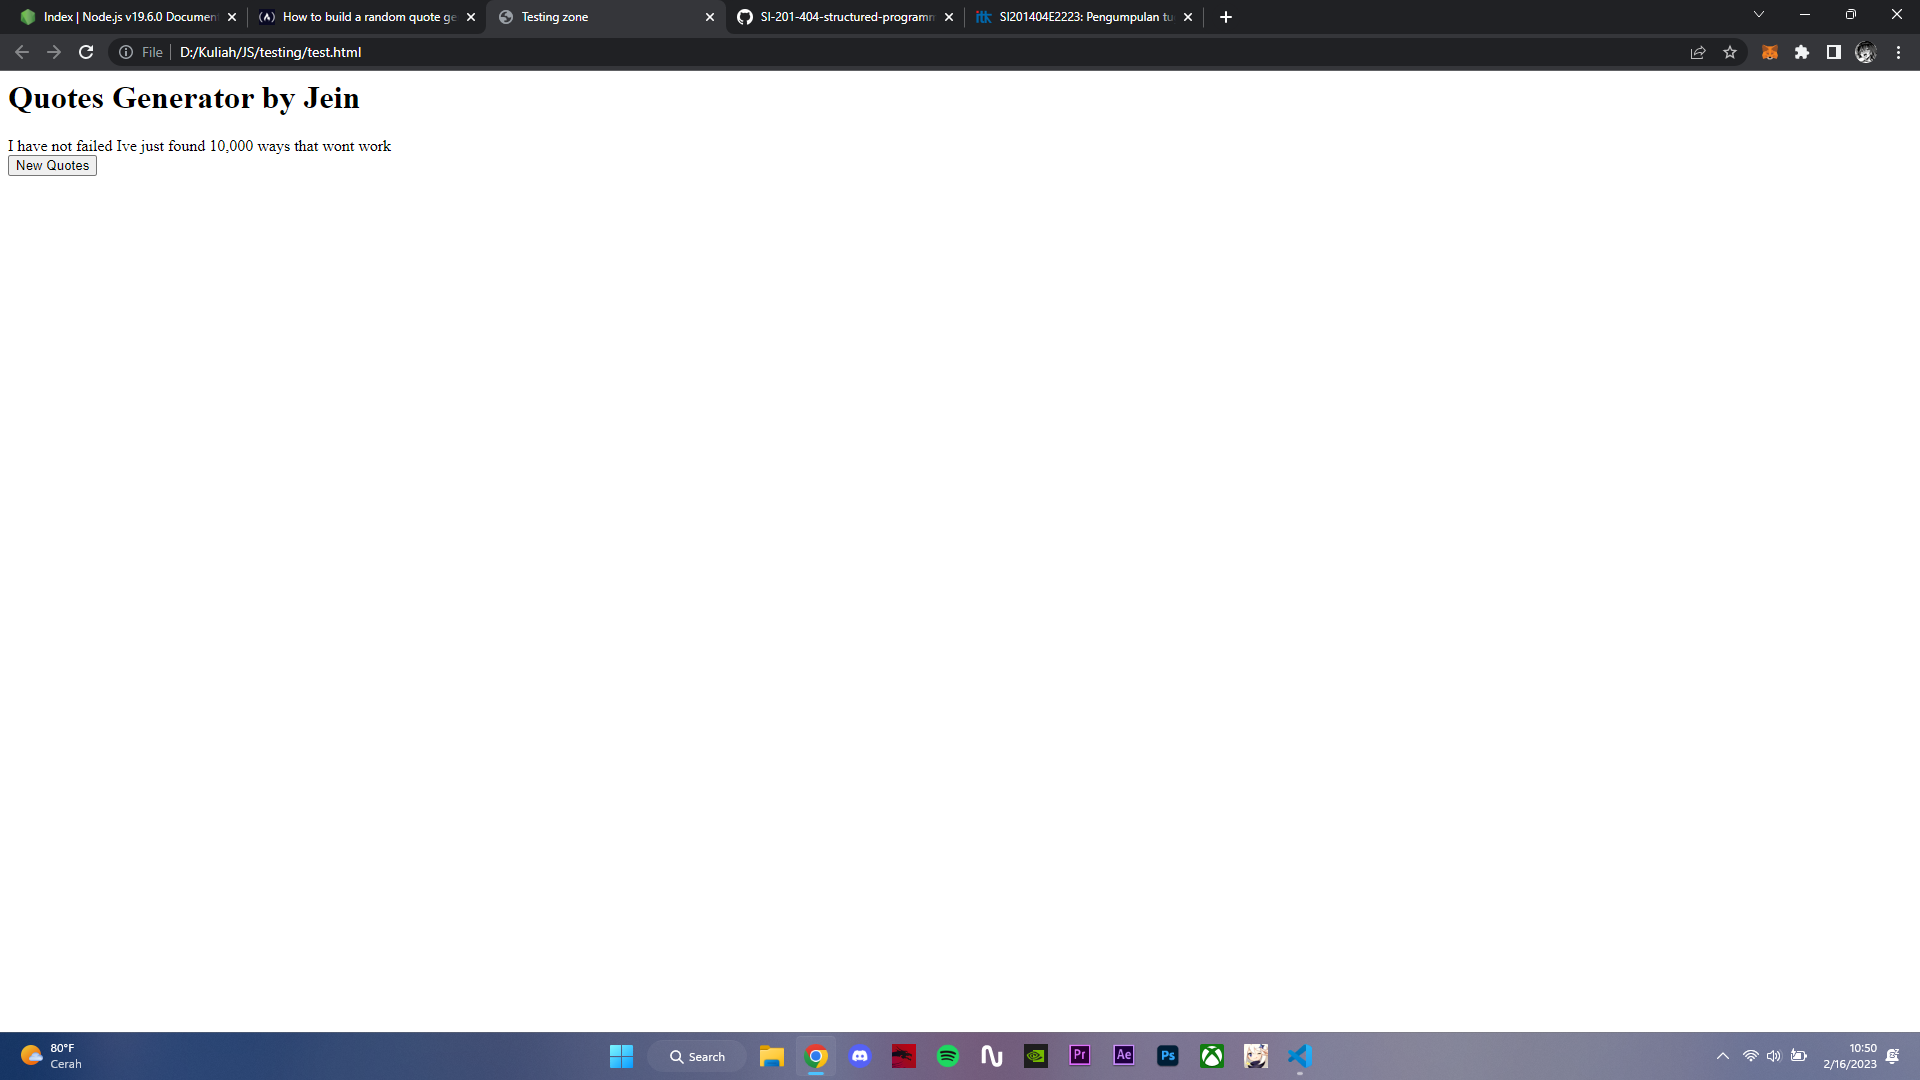 Index | Node.js v19.6.0 Documen
How to build a random quote ge
Testing zone
SI-201-404-structured-programm
itk
SI201404E2223: Pengumpulan tu
File
D:/Kuliah/JS/testing/test.html
Quotes Generator by Jein
I have not failed Ive just found 10,000 ways that wont work
New Quotes
80°F
Cerah
Search
Pr
Ae
Ps
10:50
2/16/2023